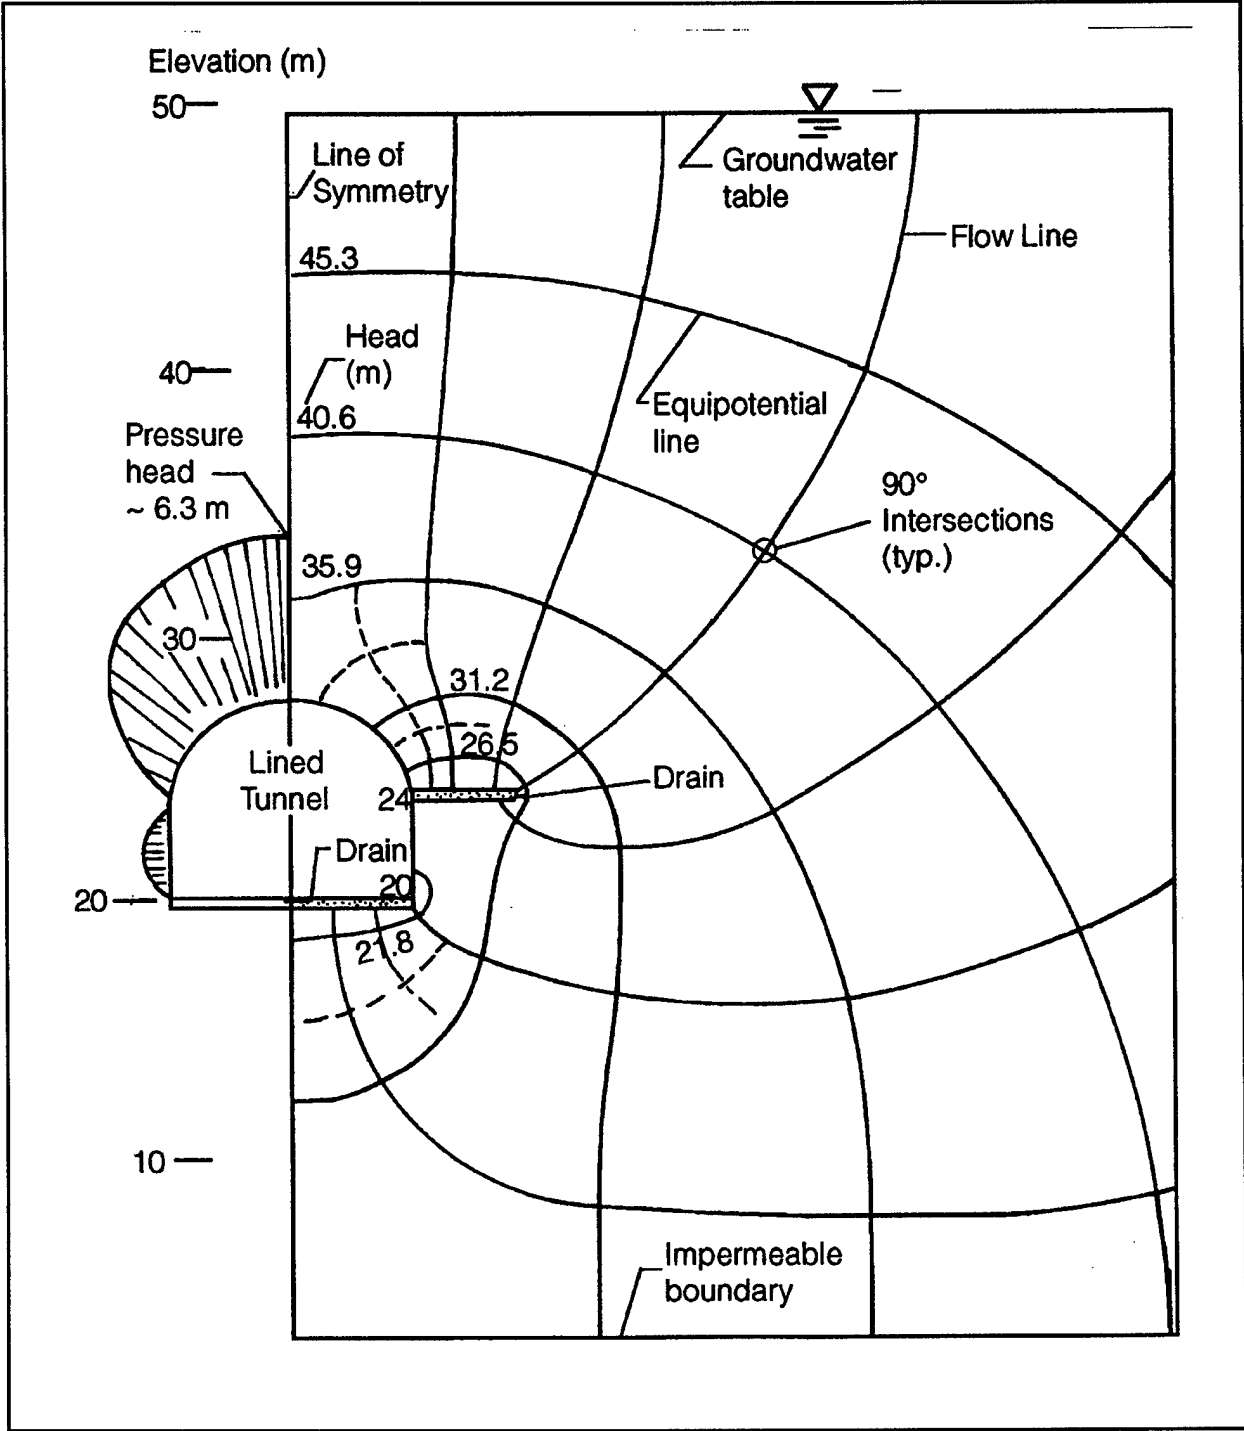 Elevation (m)
50
Line of
Symmetry
Groundwater
table
Flow Line
45.3
Head
(m)
40
40.6
Equipotential
line
Pressure
head
~ 6.3 m
90°
Intersections
(typ.)
35.9
30
31.2
26.5
Lined
Tunnel
Drain
24
Drain
20
20
21.8
10
Impermeable
boundary